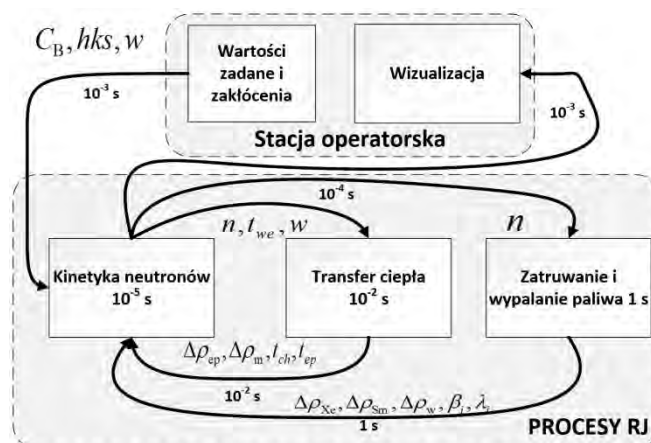 C_B, hks, w
10⁻³ s
Wartości
zadane i
zakłócenia
Wizualizacja
10⁻³ s
Stacja operatorska
10⁻⁴ s
n, t_we, w
n
Kinetyka neutronów
10⁻⁵ s
Transfer ciepła
10⁻² s
Zatruwanie i
wypalanie paliwa 1 s
Δρ_ep, Δρ_m, t_ch, t_ep
10⁻² s
Δρ_Xe, Δρ_Sm, Δρ_w, β_i, λ_i
1 s
PROCESY RJ